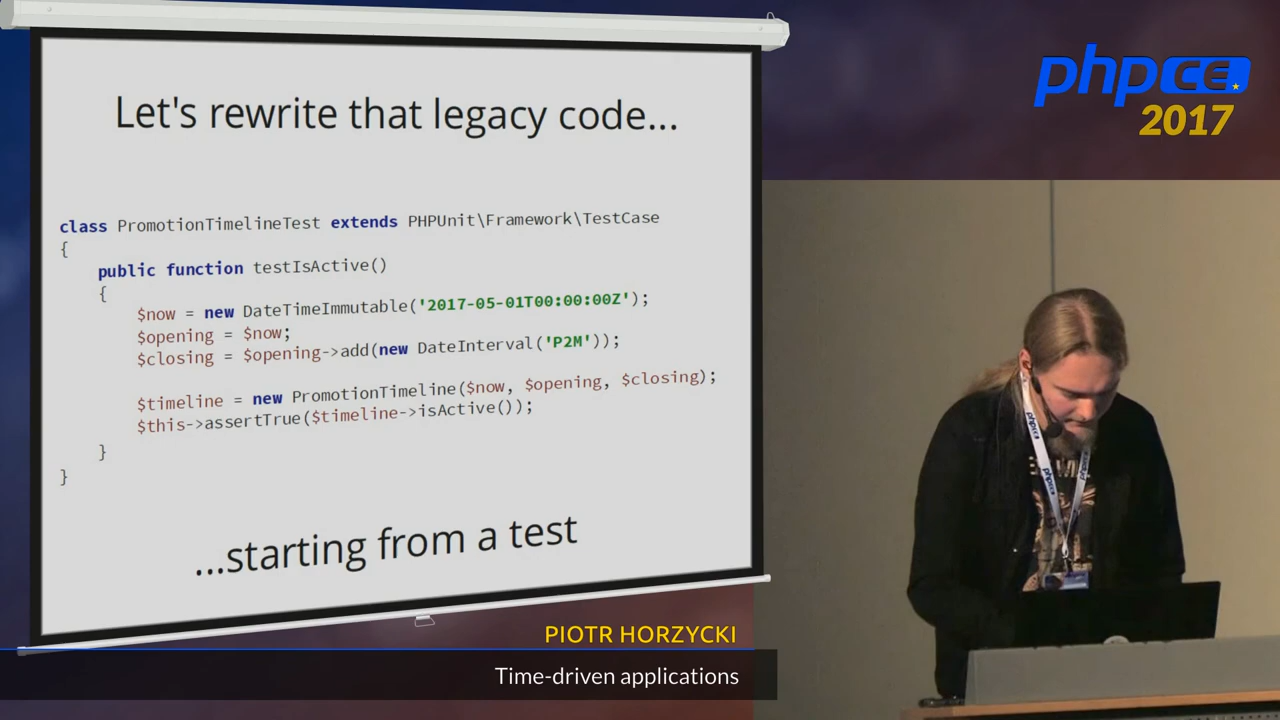 Let's rewrite that legacy code...
class PromotionTimelineTest extends PHPUnit\Framework\TestCase
{
public function testIsActive()
{
$now = new DateTimeImmutable('2017-05-01T00:00:00Z');
$opening = $now;
$closing = $opening->add(new DateInterval('P2M'));
$timeline = new PromotionTimeline($now, $opening, $closing);
$this->assertTrue($timeline->isActive());
}
}
...starting from a test
phpCE
2017
PIOTR HORZYCKI
Time-driven applications
phpCE
phpCE